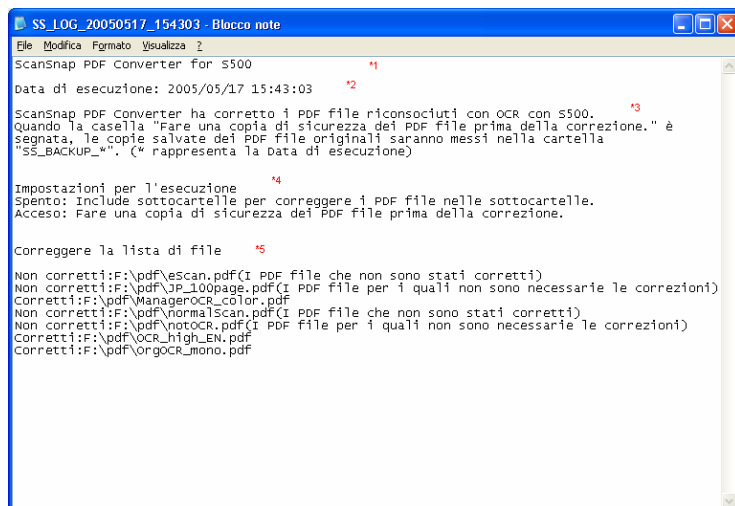 SS_LOG_20050517_154303 - Blocco note
File Modifica Formato Visualizza ?
ScanSnap PDF Converter for S500 *1
Data di esecuzione: 2005/05/17 15:43:03 *2
ScanSnap PDF Converter ha corretto i PDF file riconsociuti con OCR con S500. *3
Quando la casella "Fare una copia di sicurezza dei PDF file prima della correzione." è
segnata, le copie salvate dei PDF file originali saranno messi nella cartella
"SS_BACKUP_*". (* rappresenta la Data di esecuzione)
Impostazioni per l'esecuzione *4
Spento: Include sottocartelle per correggere i PDF file nelle sottocartelle.
Acceso: Fare una copia di sicurezza dei PDF file prima della correzione.
Correggere la lista di file *5
Non corretti:F:\pdf\eScan.pdf(I PDF file che non sono stati corretti)
Non corretti:F:\pdf\JP_100page.pdf(I PDF file per i quali non sono necessarie le correzioni)
Corretti:F:\pdf\ManagerOCR_color.pdf
Non corretti:F:\pdf\normalScan.pdf(I PDF file che non sono stati corretti)
Non corretti:F:\pdf\notOCR.pdf(I PDF file per i quali non sono necessarie le correzioni)
Corretti:F:\pdf\OCR_high_EN.pdf
Corretti:F:\pdf\OrgOCR_mono.pdf